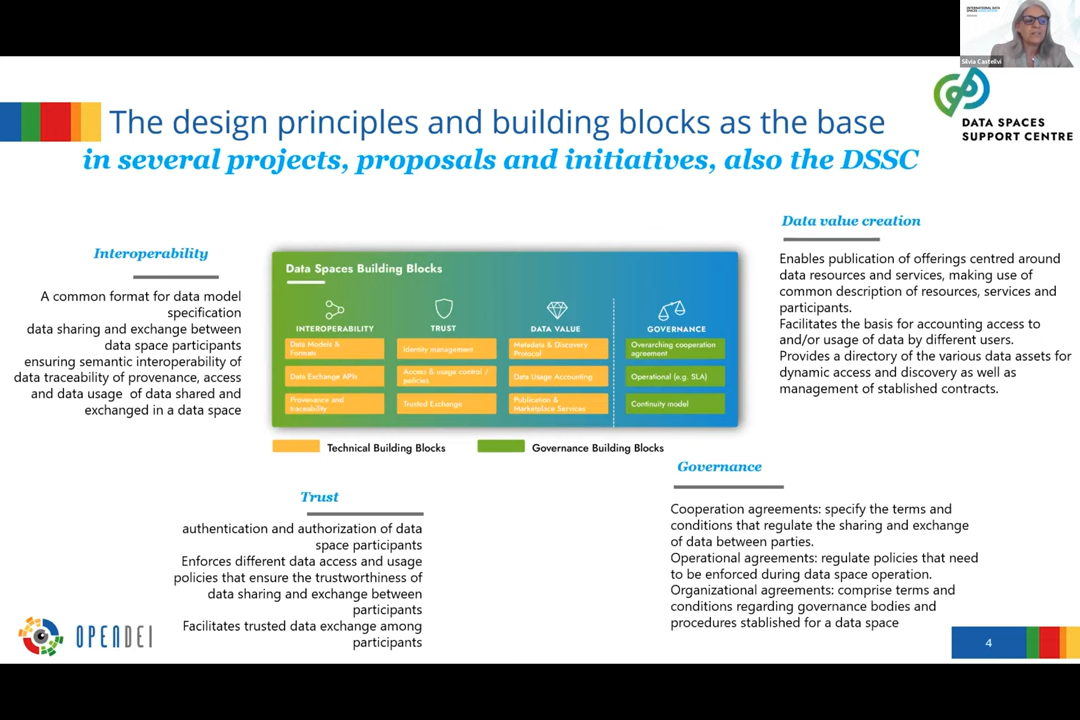 INTERNATIONAL DATA
SPACES ASSOCIATION
Silvia Castellvi
DATA SPACES
SUPPORT CENTRE
The design principles and building blocks as the base
in several projects, proposals and initiatives, also the DSSC
Interoperability
A common format for data model
specification
data sharing and exchange between
data space participants
ensuring semantic interoperability of
data traceability of provenance, access
and data usage of data shared and
exchanged in a data space
Data Spaces Building Blocks
INTEROPERABILITY
Data Models &
Formats
Data Exchange APIs
Provenance and
traceability
TRUST
Identity management
Access & usage control /
policies
Trusted Exchange
DATA VALUE
Metadata & Discovery
Protocol
Data Usage Accounting
Publication &
Marketplace Services
GOVERNANCE
Overarching cooperation
agreement
Operational (e.g. SLA)
Continuity model
Technical Building Blocks
Governance Building Blocks
Data value creation
Enables publication of offerings centred around
data resources and services, making use of
common description of resources, services and
participants.
Facilitates the basis for accounting access to
and/or usage of data by different users.
Provides a directory of the various data assets for
dynamic access and discovery as well as
management of stablished contracts.
Trust
authentication and authorization of data
space participants
Enforces different data access and usage
policies that ensure the trustworthiness of
data sharing and exchange between
participants
Facilitates trusted data exchange among
participants
Governance
Cooperation agreements: specify the terms and
conditions that regulate the sharing and exchange
of data between parties.
Operational agreements: regulate policies that need
to be enforced during data space operation.
Organizational agreements: comprise terms and
conditions regarding governance bodies and
procedures stablished for a data space
OPENDEI
4